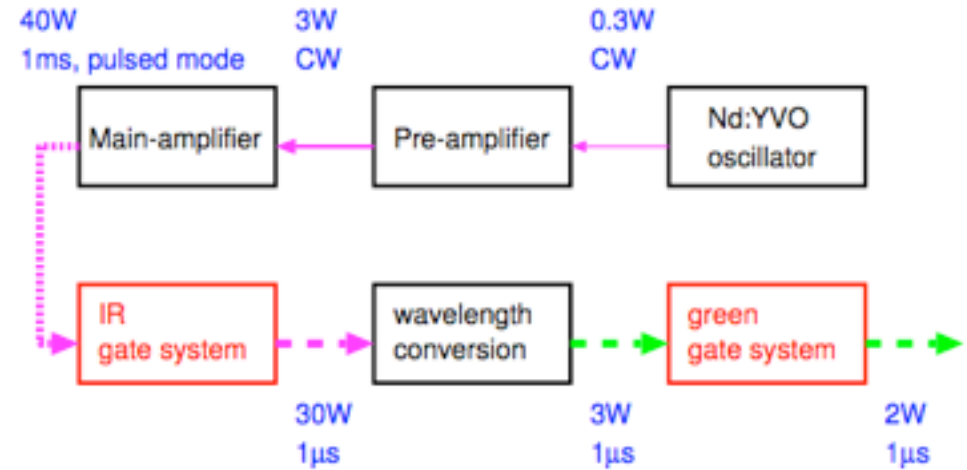 40W
1ms, pulsed mode
3W
CW
0.3W
CW
Main-amplifier
Pre-amplifier
Nd:YVO
oscillator
IR
gate system
wavelength
conversion
green
gate system
30W
1μs
3W
1μs
2W
1μs